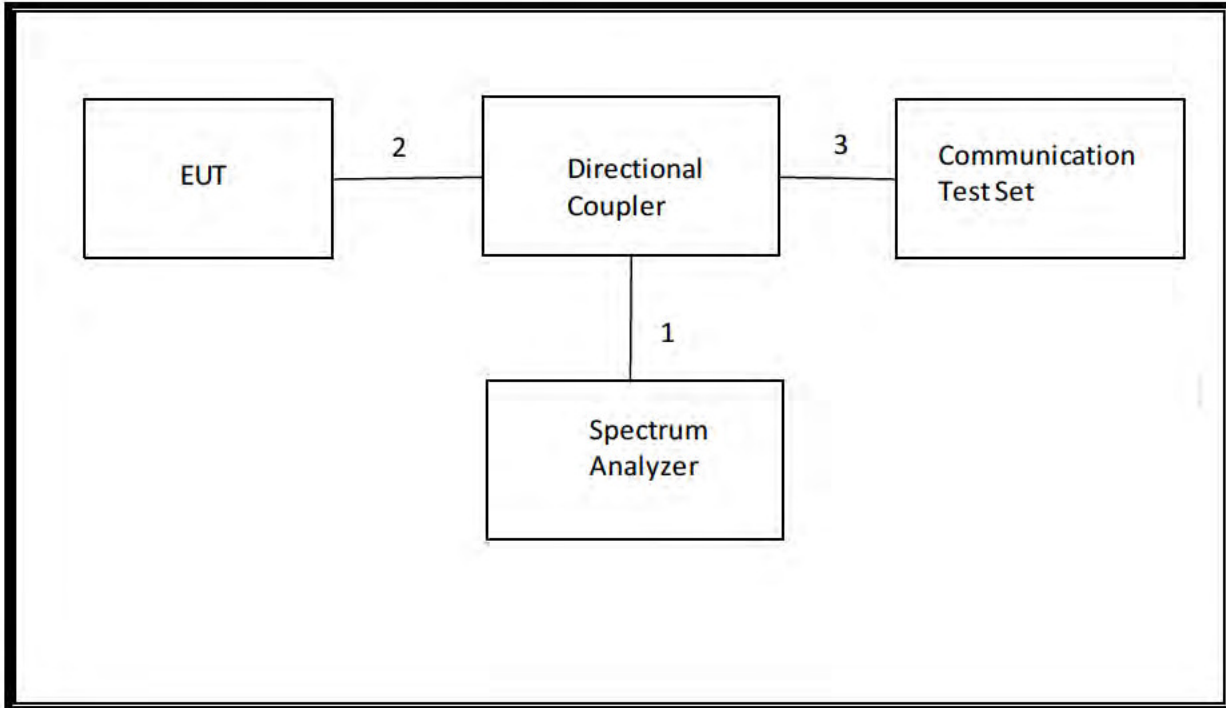 EUT
2
Directional
Coupler
3
Communication
Test Set
1
Spectrum
Analyzer